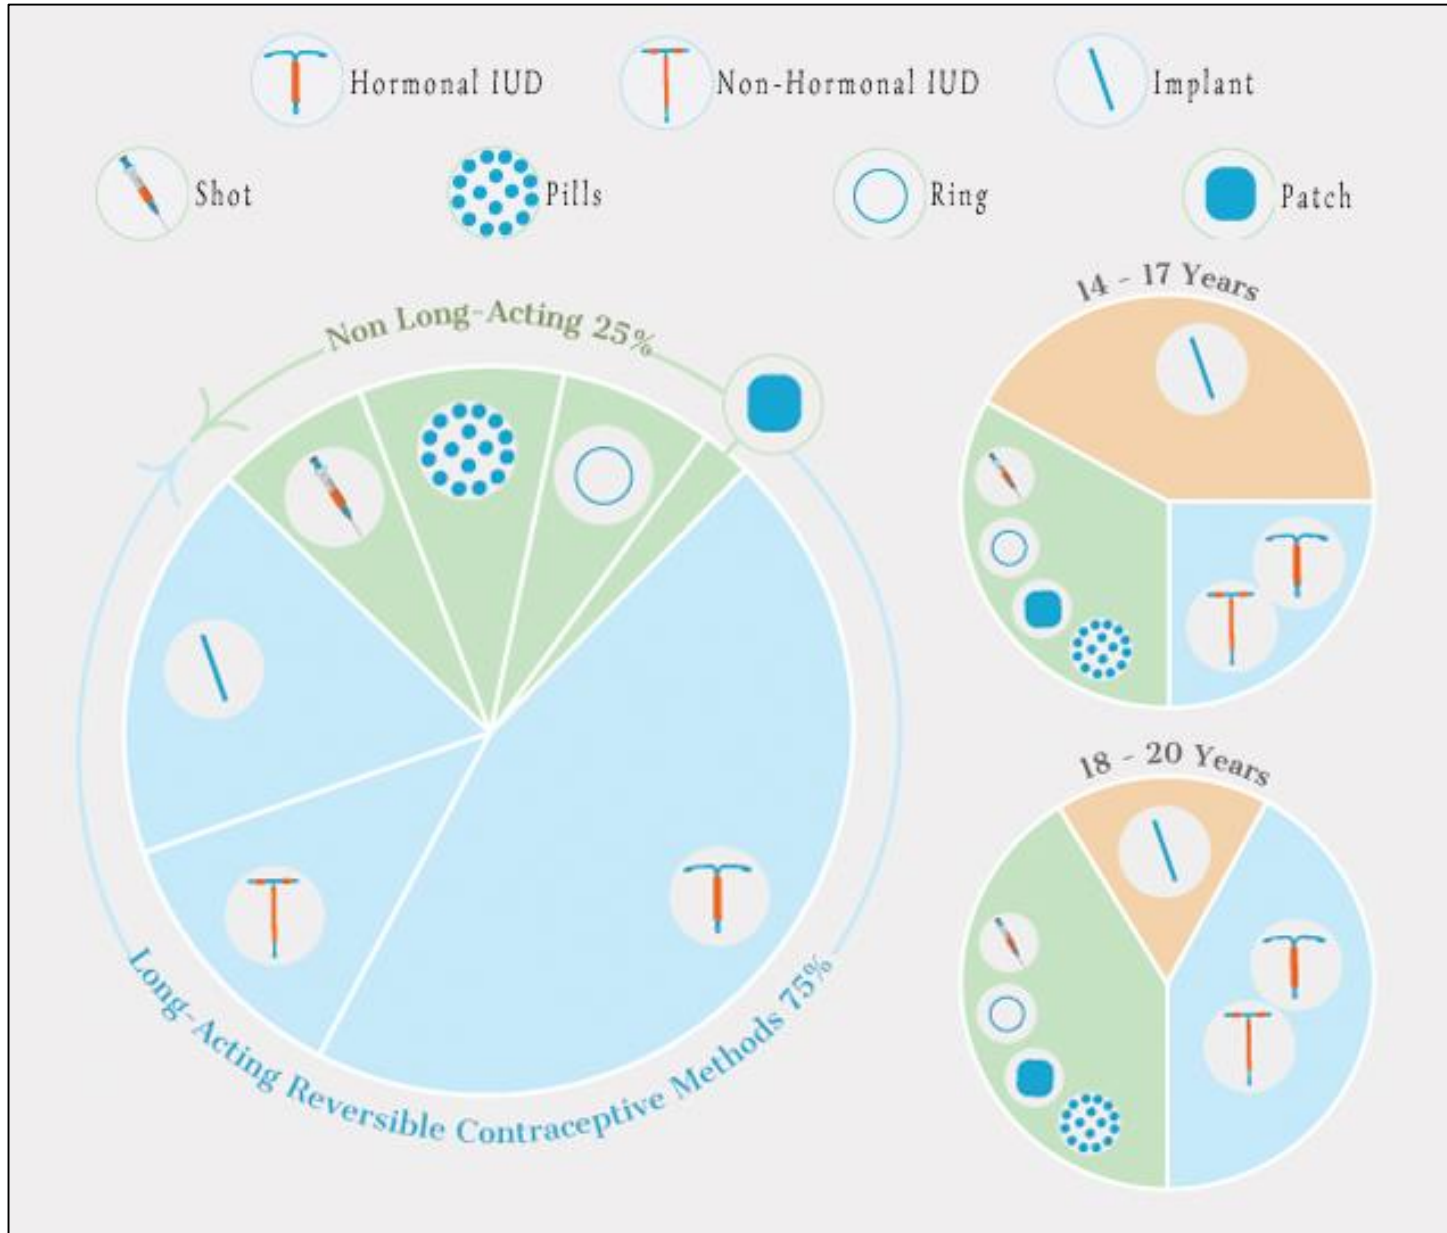 Hormonal IUD
Non-Hormonal IUD
Implant
Shot
Pills
Ring
Patch
Non Long-Acting 25%
Long-Acting Reversible Contraceptive Methods 75%
14 - 17 Years
18 - 20 Years